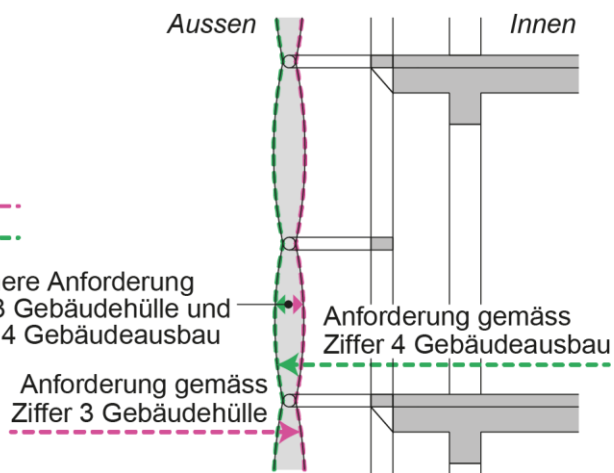 Aussen
Innen
ere Anforderung
3 Gebäudehülle und
4 Gebäudeausbau
Anforderung gemäss
Ziffer 4 Gebäudeausbau
Anforderung gemäss
Ziffer 3 Gebäudehülle